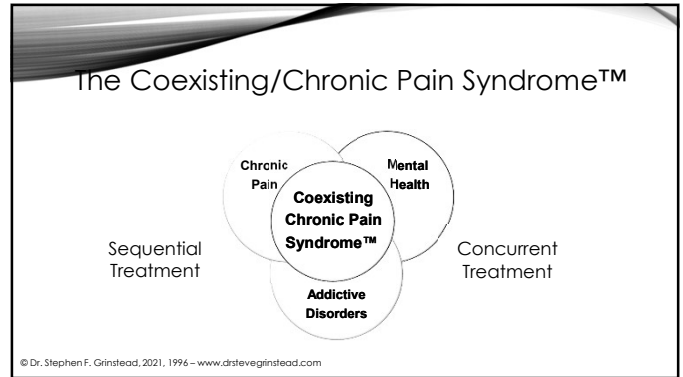 The Coexisting/Chronic Pain Syndrome™
Chronic
Pain
Mental
Health
Coexisting
Chronic Pain
Syndrome™
Sequential
Treatment
Concurrent
Treatment
Addictive
Disorders
© Dr. Stephen F. Grinstead, 2021, 1996 – www.drstevegrinstead.com